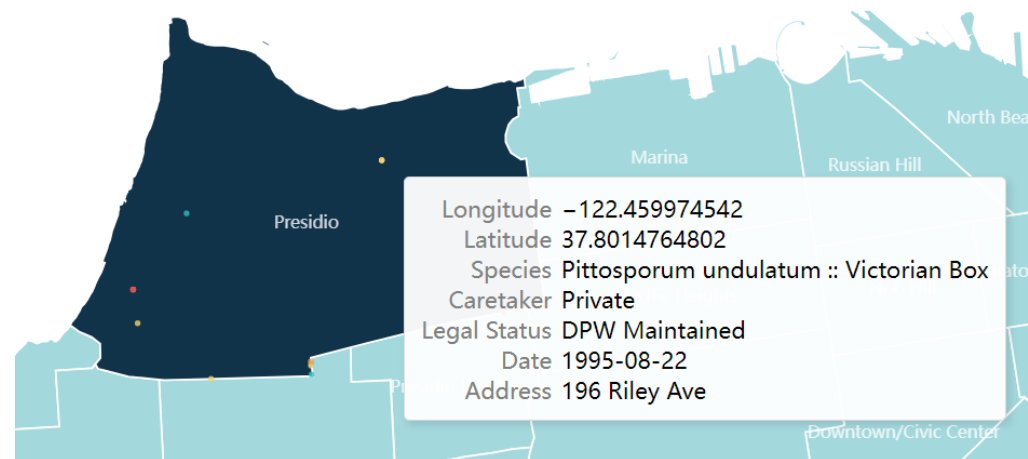 North Bea
Marina
Russian Hill
Presidio
Longitude −122.459974542
Latitude 37.8014764802
Species Pittosporum undulatum :: Victorian Box
Caretaker Private
Legal Status DPW Maintained
Date 1995-08-22
Address 196 Riley Ave
Downtown/Civic Center